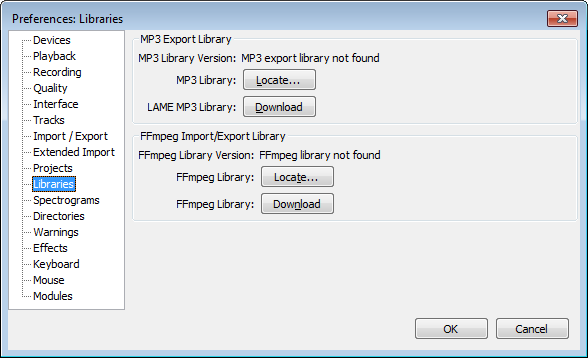 Preferences: Libraries
Devices
Playback
Recording
Quality
Interface
Tracks
Import / Export
Extended Import
Projects
Libraries
Spectrograms
Directories
Warnings
Effects
Keyboard
Mouse
Modules
MP3 Export Library
MP3 Library Version: MP3 export library not found
MP3 Library: Locate...
LAME MP3 Library: Download
FFmpeg Import/Export Library
FFmpeg Library Version: FFmpeg library not found
FFmpeg Library: Locate...
FFmpeg Library: Download
OK Cancel